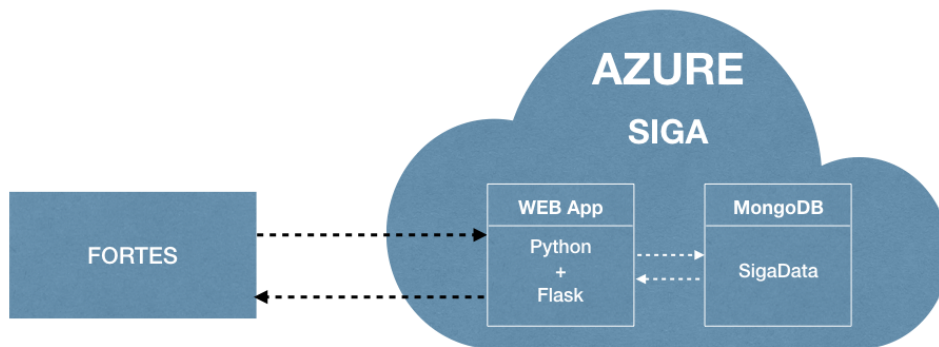 AZURE
SIGA
FORTES
WEB App
Python
+
Flask
MongoDB
SigaData